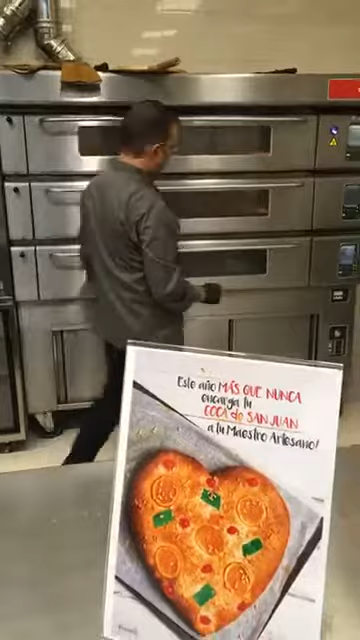 Este año MÁS QUE NUNCA
encarga tu
COCA de SAN JUAN
a tu Maestro Artesano!